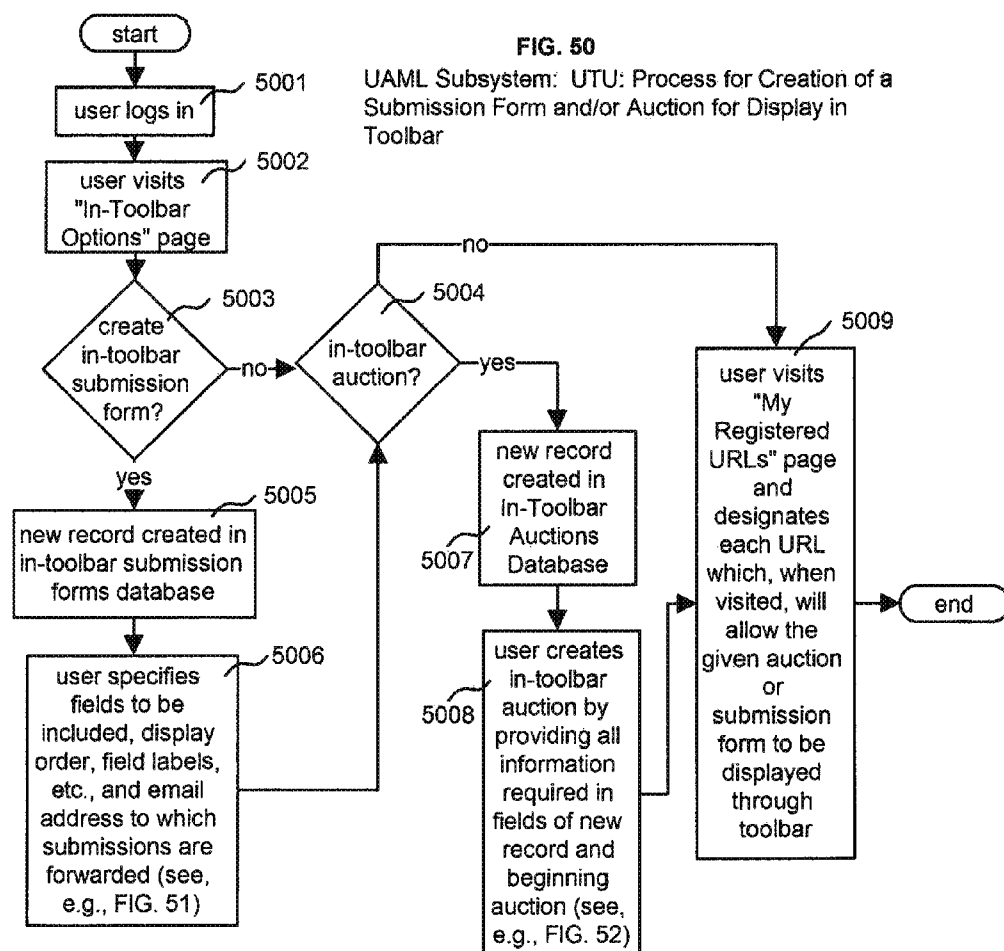 start
FIG. 50
UAML Subsystem: UTU: Process for Creation of a
Submission Form and/or Auction for Display in
Toolbar
5001
user logs in
5002
user visits
"In-Toolbar
Options" page
5003
create
in-toolbar
submission
form?
no
yes
5004
in-toolbar
auction?
no
yes
5005
new record created in
in-toolbar submission
forms database
5006
user specifies
fields to be
included, display
order, field labels,
etc., and email
address to which
submissions are
forwarded (see,
e.g., FIG. 51)
new record
created in
In-Toolbar
Auctions
Database
5007
user creates
in-toolbar
auction by
providing all
information
required in
fields of new
record and
beginning
auction (see,
e.g., FIG. 52)
5008
5009
user visits
"My
Registered
URLs" page
and
designates
each URL
which, when
visited, will
allow the
given auction
or
submission
form to be
displayed
through
toolbar
end